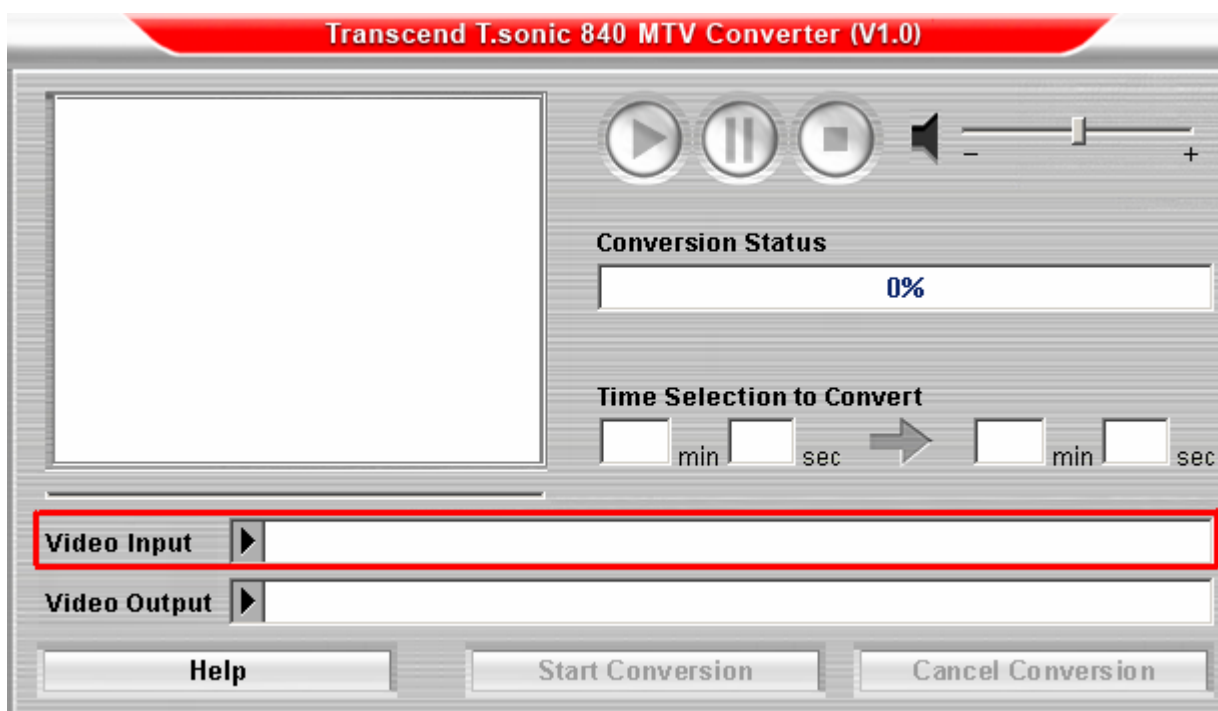 Transcend T.sonic 840 MTV Converter (V1.0)
- +
Conversion Status
0%
Time Selection to Convert
min sec min sec
Video Input
Video Output
Help Start Conversion Cancel Conversion